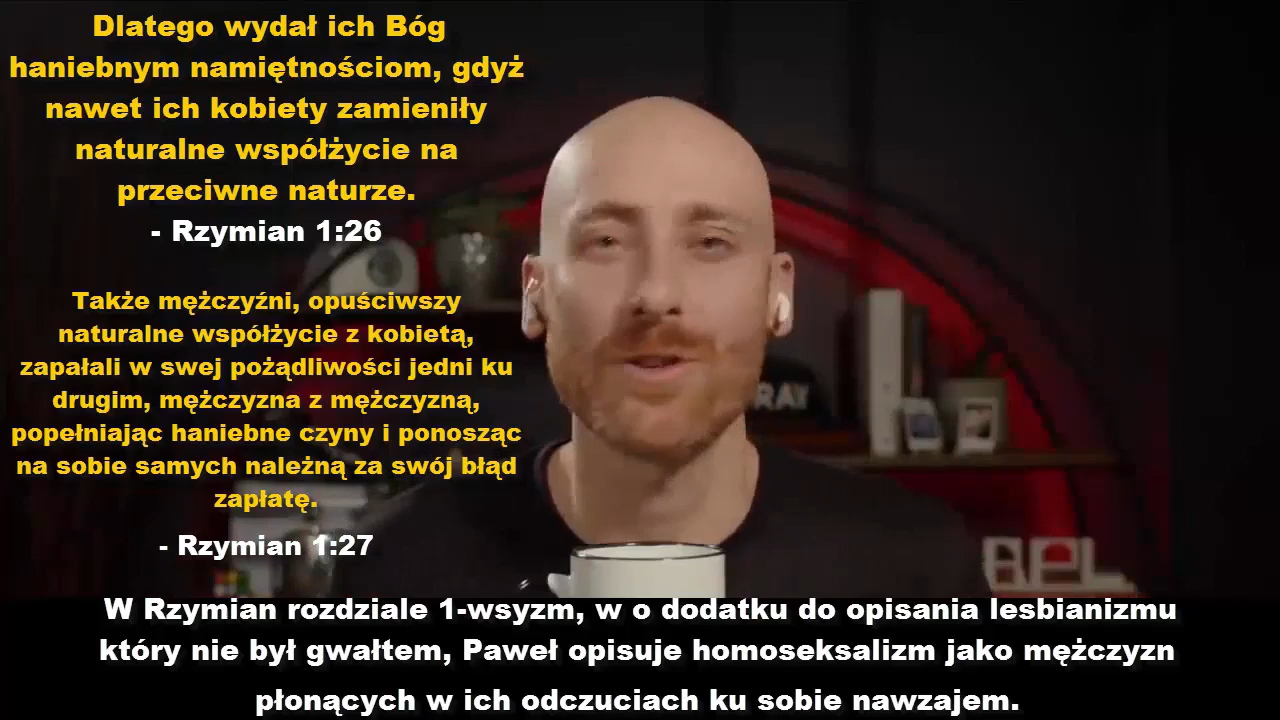 Dlatego wydał ich Bóg
haniebnym namiętnościom, gdyż
nawet ich kobiety zamieniły
naturalne współżycie na
przeciwne naturze.
- Rzymian 1:26
Także mężczyźni, opuściwszy
naturalne współżycie z kobietą,
zapałali w swej pożądliwości jedni ku
drugim, mężczyzna z mężczyzną,
popełniając haniebne czyny i ponosząc
na sobie samych należną za swój błąd
zapłatę.
- Rzymian 1:27
RAY
W Rzymian rozdziale 1-wsyzm, w o dodatku do opisania lesbianizmu
który nie był gwałtem, Paweł opisuje homoseksalizm jako mężczyzn
płonących w ich odczuciach ku sobie nawzajem.